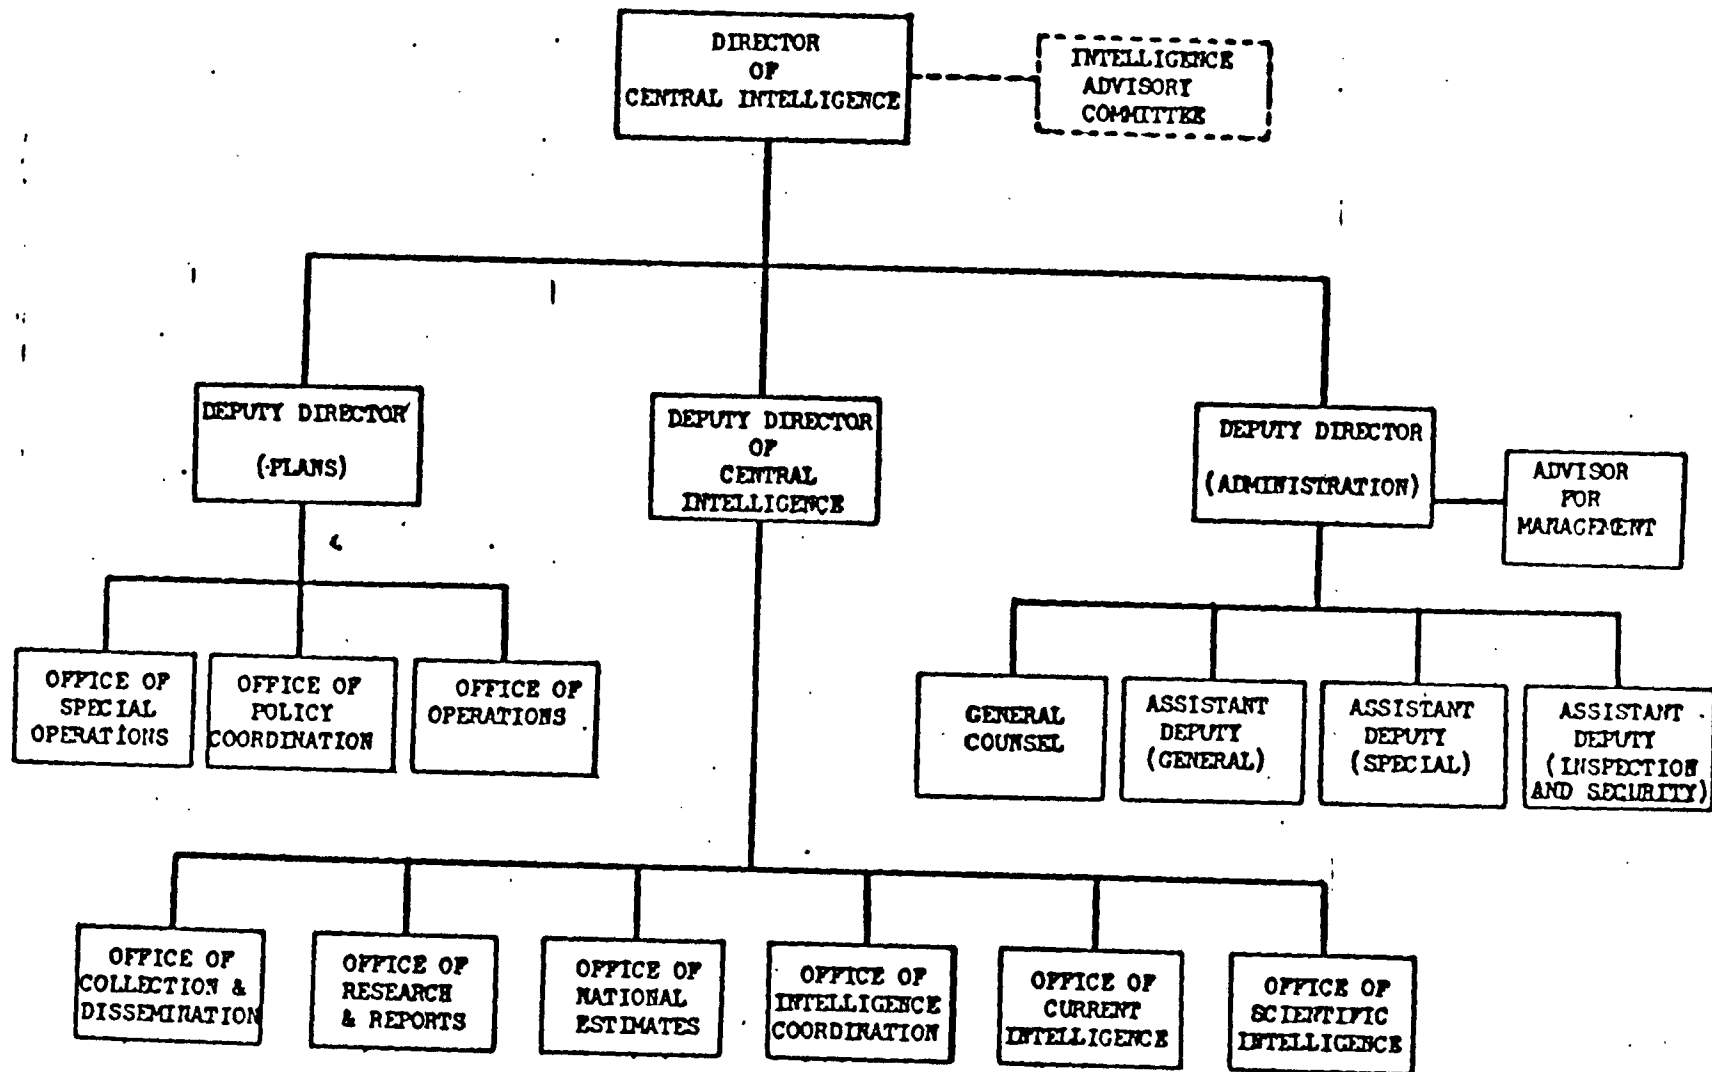 DIRECTOR
OF
CENTRAL INTELLIGENCE
INTELLIGENCE
ADVISORY
COMMITTEE
DEPUTY DIRECTOR
(PLANS)
DEPUTY DIRECTOR
OF
CENTRAL
INTELLIGENCE
DEPUTY DIRECTOR
(ADMINISTRATION)
ADVISOR
FOR
MANAGEMENT
OFFICE OF
SPECIAL
OPERATIONS
OFFICE OF
POLICY
COORDINATION
OFFICE OF
OPERATIONS
GENERAL
COUNSEL
ASSISTANT
DEPUTY
(GENERAL)
ASSISTANT
DEPUTY
(SPECIAL)
ASSISTANT
DEPUTY
(INSPECTION
AND SECURITY)
OFFICE OF
COLLECTION &
DISSEMINATION
OFFICE OF
RESEARCH
& REPORTS
OFFICE OF
NATIONAL
ESTIMATES
OFFICE OF
INTELLIGENCE
COORDINATION
OFFICE OF
CURRENT
INTELLIGENCE
OFFICE OF
SCIENTIFIC
INTELLIGENCE